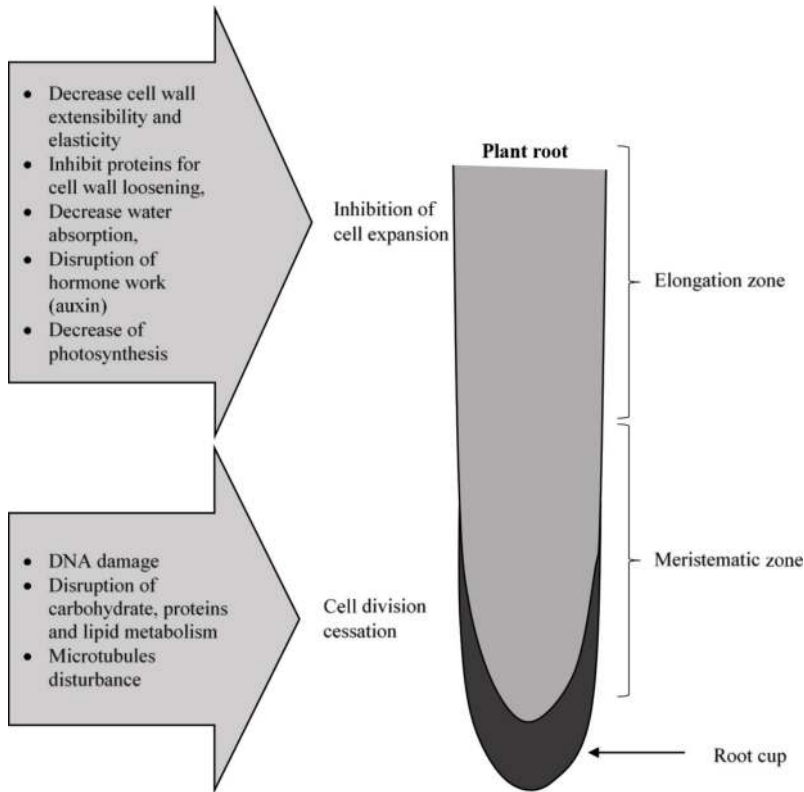 • Decrease cell wall
extensibility and
elasticity
• Inhibit proteins for
cell wall loosening,
• Decrease water
absorption,
• Disruption of
hormone work
(auxin)
• Decrease of
photosynthesis
Inhibition of
cell expansion
Plant root
Elongation zone
• DNA damage
• Disruption of
carbohydrate, proteins
and lipid metabolism
• Microtubules
disturbance
Cell division
cessation
Meristematic zone
Root cup